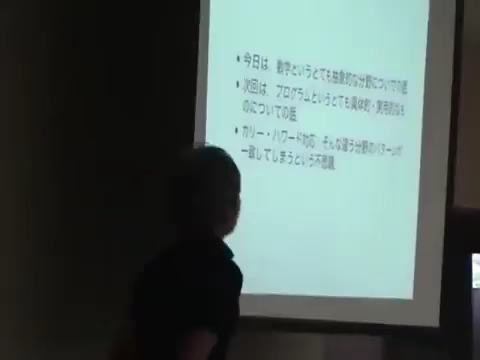 • 今日は、数学というとても抽象的な分野についての話
• 次回は、プログラムというとても具体的・実用的なも
のについての話
• カリー・ハワード対応：そんな違う分野のパターンが
一致してしまうという不思議